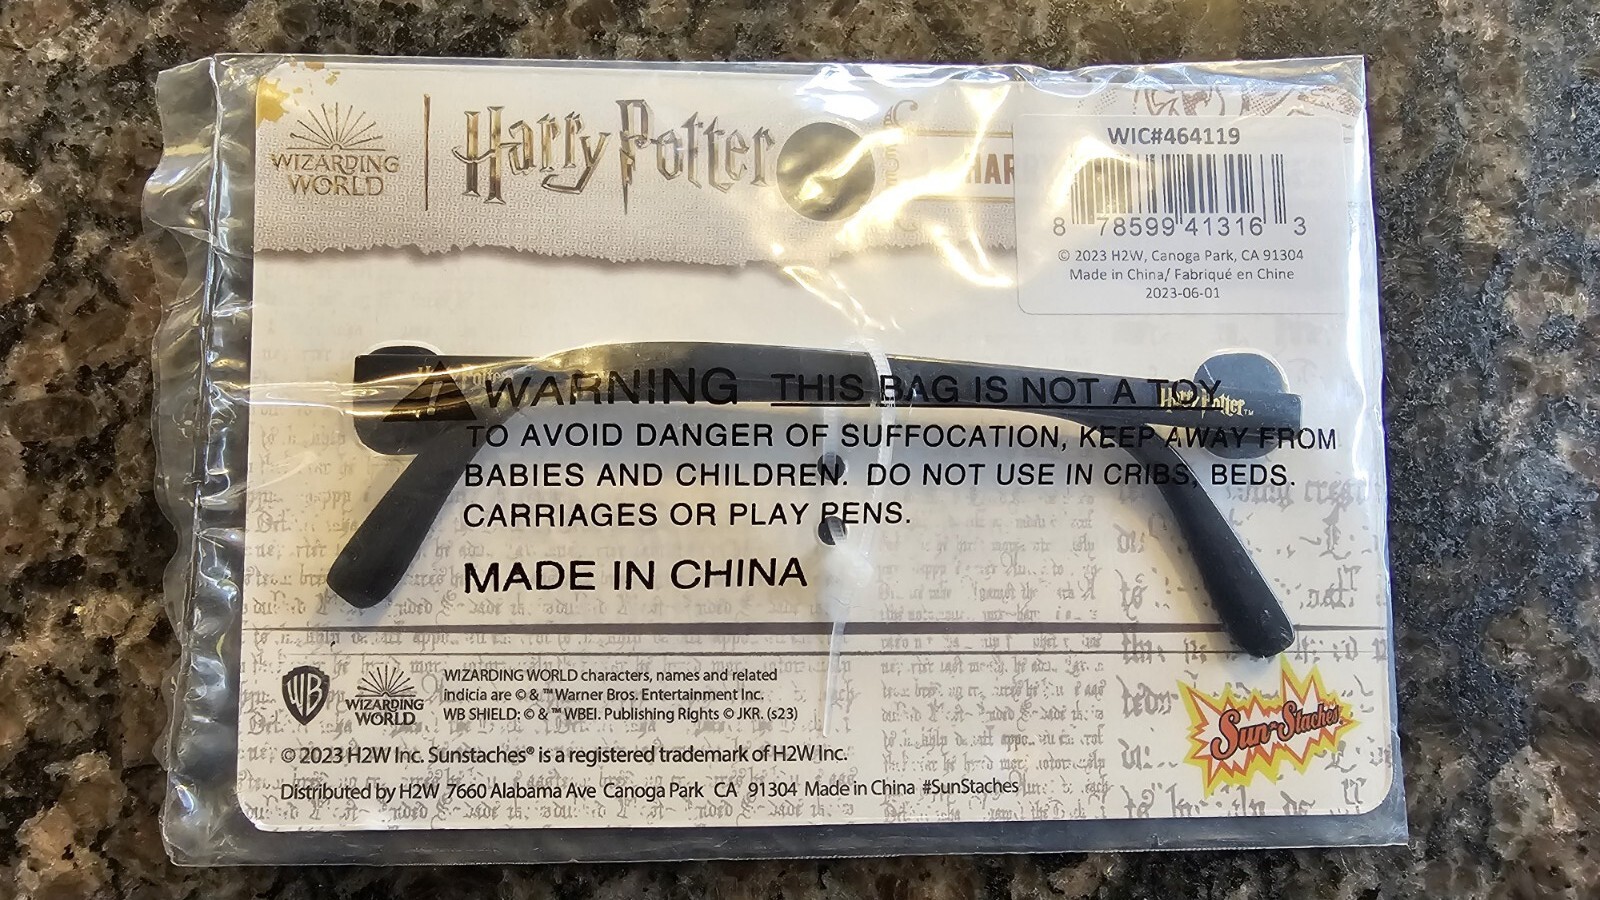 WIZARDING
WORLD
Harry Potter
HAR
WIC#464119
8 78599 41316 3
© 2023 H2W, Canoga Park, CA 91304
Made in China/ Fabriqué en Chine
2023-06-01
WARNING THIS BAG IS NOT A TOY
Harry Potter™
TO AVOID DANGER OF SUFFOCATION, KEEP AWAY FROM
BABIES AND CHILDREN. DO NOT USE IN CRIBS, BEDS.
CARRIAGES OR PLAY PENS.
MADE IN CHINA
WB
WIZARDING
WORLD
WIZARDING WORLD characters, names and related
indicia are © & ™ Warner Bros. Entertainment Inc.
WB SHIELD: © & ™ WBEI. Publishing Rights © JKR. (s23)
Sun-Staches
© 2023 H2W Inc. Sunstaches® is a registered trademark of H2W Inc.
Distributed by H2W 7660 Alabama Ave Canoga Park CA 91304 Made in China #SunStaches